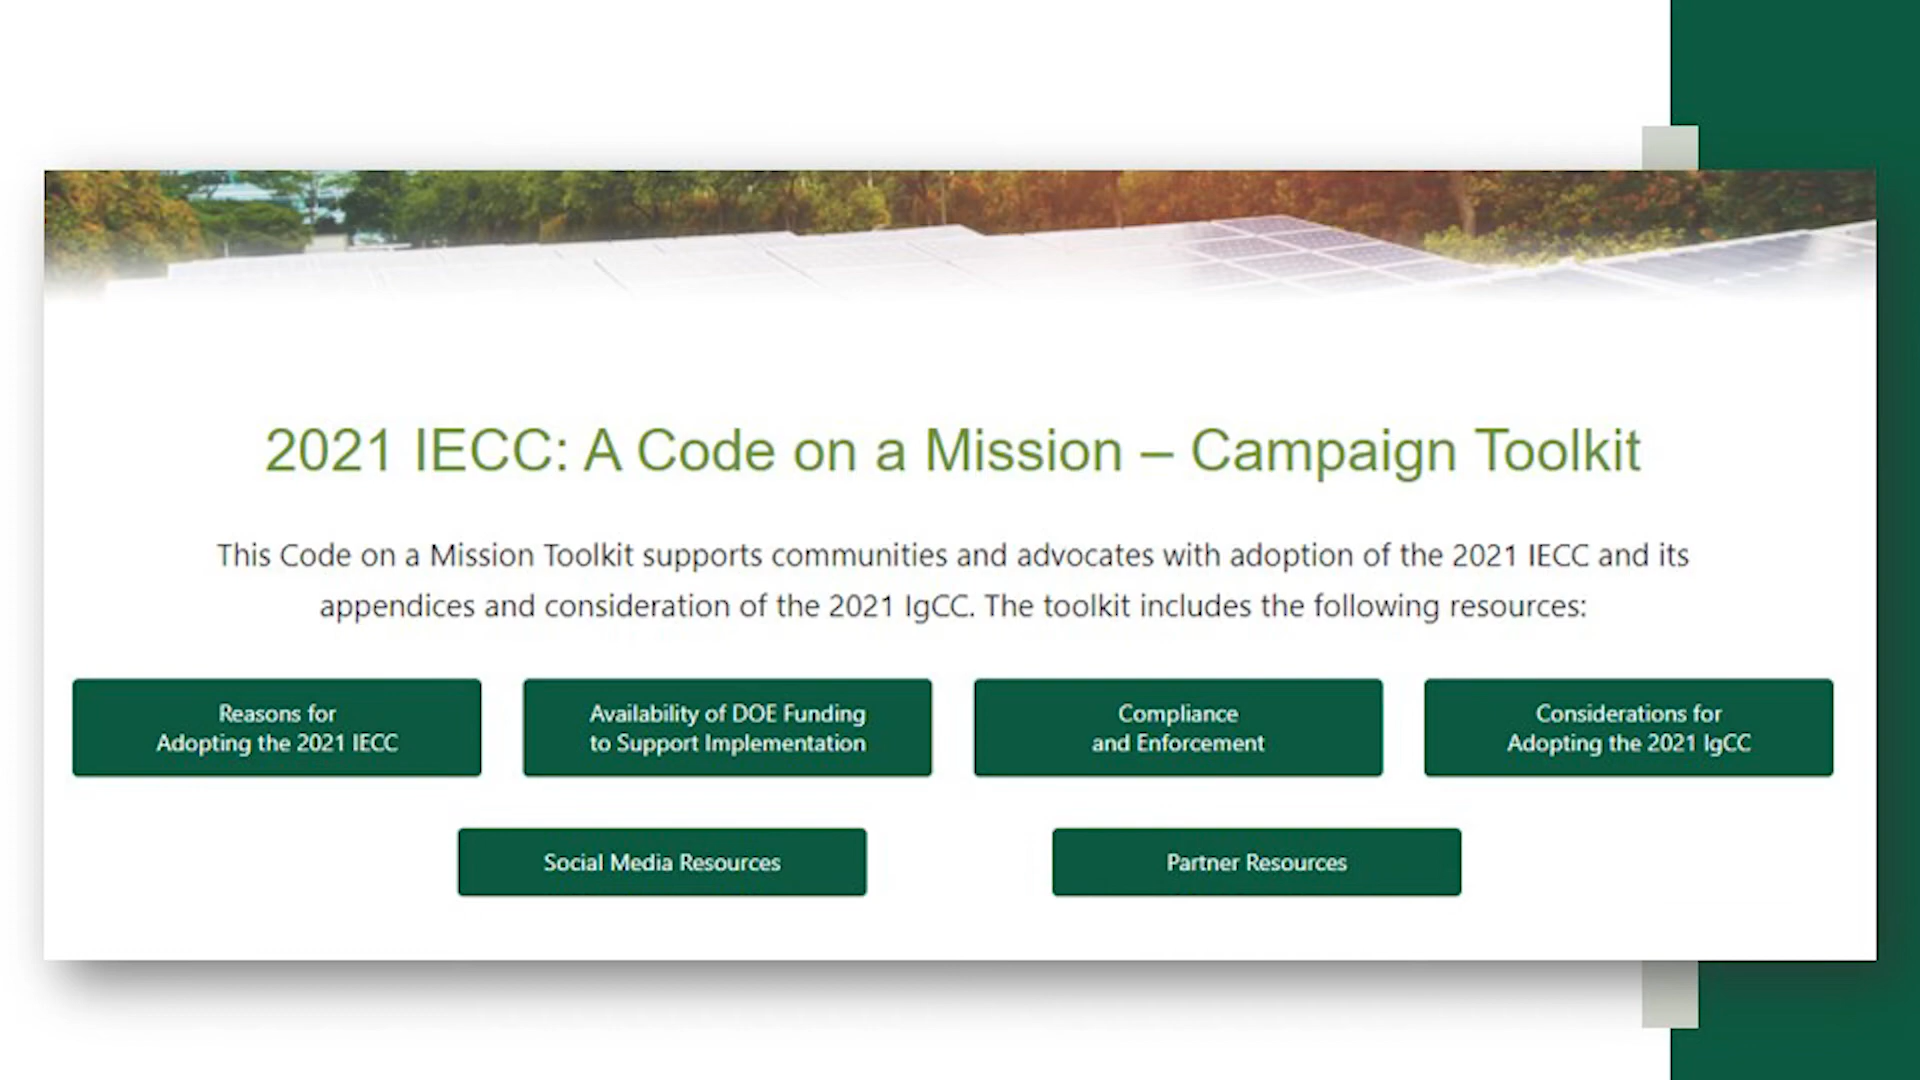 2021 IECC: A Code on a Mission – Campaign Toolkit
This Code on a Mission Toolkit supports communities and advocates with adoption of the 2021 IECC and its
appendices and consideration of the 2021 IgCC. The toolkit includes the following resources:
Reasons for
Adopting the 2021 IECC
Availability of DOE Funding
to Support Implementation
Compliance
and Enforcement
Considerations for
Adopting the 2021 IgCC
Social Media Resources
Partner Resources